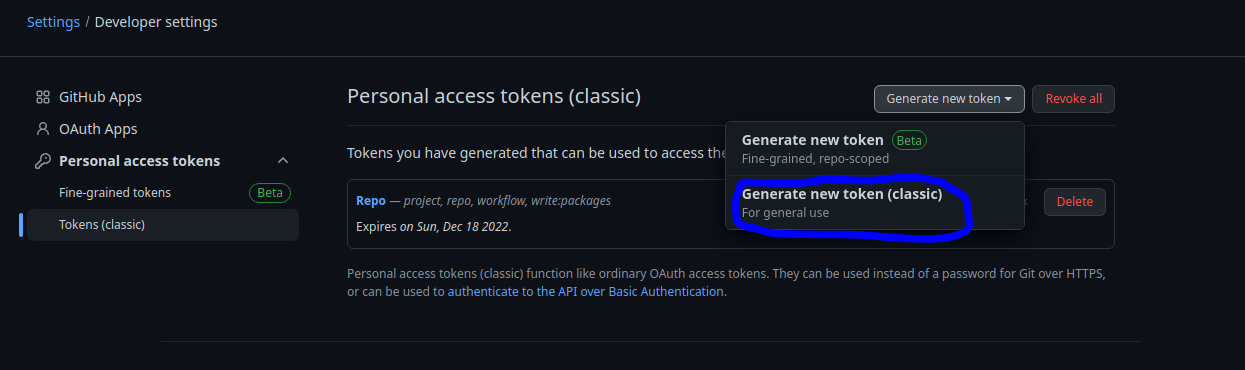 Settings / Developer settings
GitHub Apps
OAuth Apps
Personal access tokens
Fine-grained tokens Beta
Tokens (classic)
Personal access tokens (classic)
Generate new token
Revoke all
Generate new token Beta
Fine-grained, repo-scoped
Generate new token (classic)
For general use
Tokens you have generated that can be used to access the
Repo — project, repo, workflow, write:packages
Delete
Expires on Sun, Dec 18 2022.
Personal access tokens (classic) function like ordinary OAuth access tokens. They can be used instead of a password for Git over HTTPS,
or can be used to authenticate to the API over Basic Authentication.